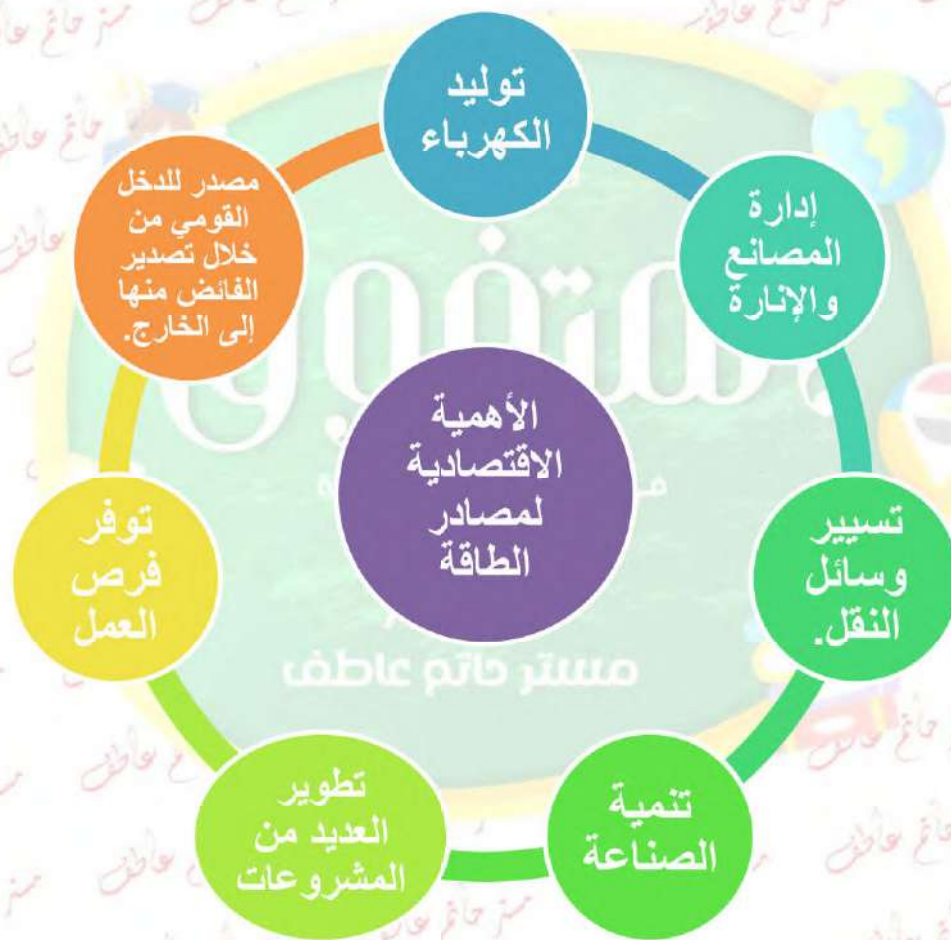 توليد
الكهرباء
إدارة
المصانع
والإنارة
تسيير
وسائل
النقل.
تنمية
الصناعة
تطوير
العديد من
المشروعات
توفر
فرص
العمل
مصدر للدخل
القومي من
خلال تصدير
الفائض منها
إلى الخارج.
الأهمية
الاقتصادية
لمصادر
الطاقة
مستر حاتم عاطف